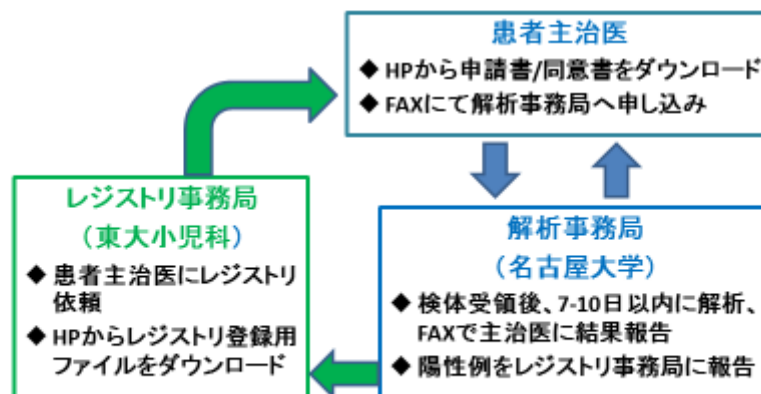 患者主治医
◆ HPから申請書/同意書をダウンロード
◆ FAXにて解析事務局へ申し込み
レジストリ事務局
（東大小児科）
◆ 患者主治医にレジストリ
依頼
◆ HPからレジストリ登録用
ファイルをダウンロード
解析事務局
（名古屋大学）
◆ 検体受領後、7-10日以内に解析、
FAXで主治医に結果報告
◆ 陽性例をレジストリ事務局に報告